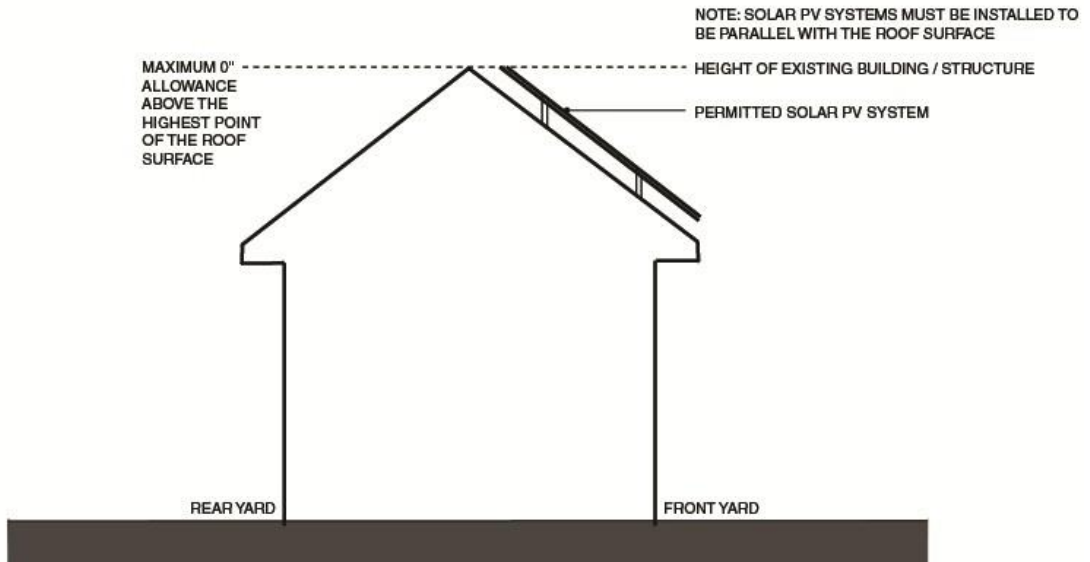 NOTE: SOLAR PV SYSTEMS MUST BE INSTALLED TO
BE PARALLEL WITH THE ROOF SURFACE
MAXIMUM 0"
ALLOWANCE
ABOVE THE
HIGHEST POINT
OF THE ROOF
SURFACE
HEIGHT OF EXISTING BUILDING / STRUCTURE
PERMITTED SOLAR PV SYSTEM
REAR YARD
FRONT YARD